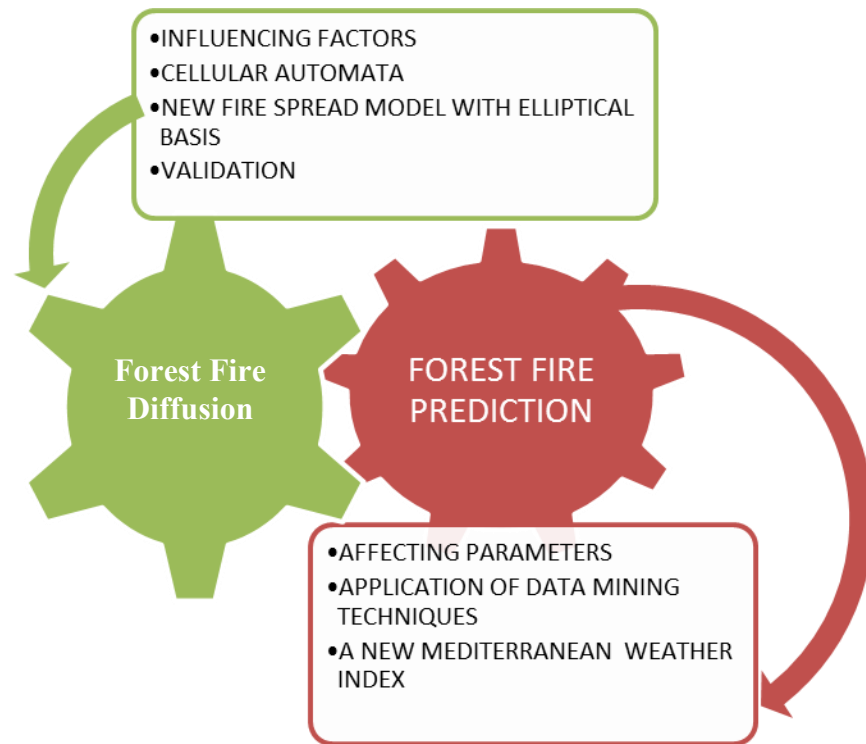 •INFLUENCING FACTORS
•CELLULAR AUTOMATA
•NEW FIRE SPREAD MODEL WITH ELLIPTICAL
BASIS
•VALIDATION
Forest Fire
Diffusion
FOREST FIRE
PREDICTION
•AFFECTING PARAMETERS
•APPLICATION OF DATA MINING
TECHNIQUES
•A NEW MEDITERRANEAN WEATHER
INDEX